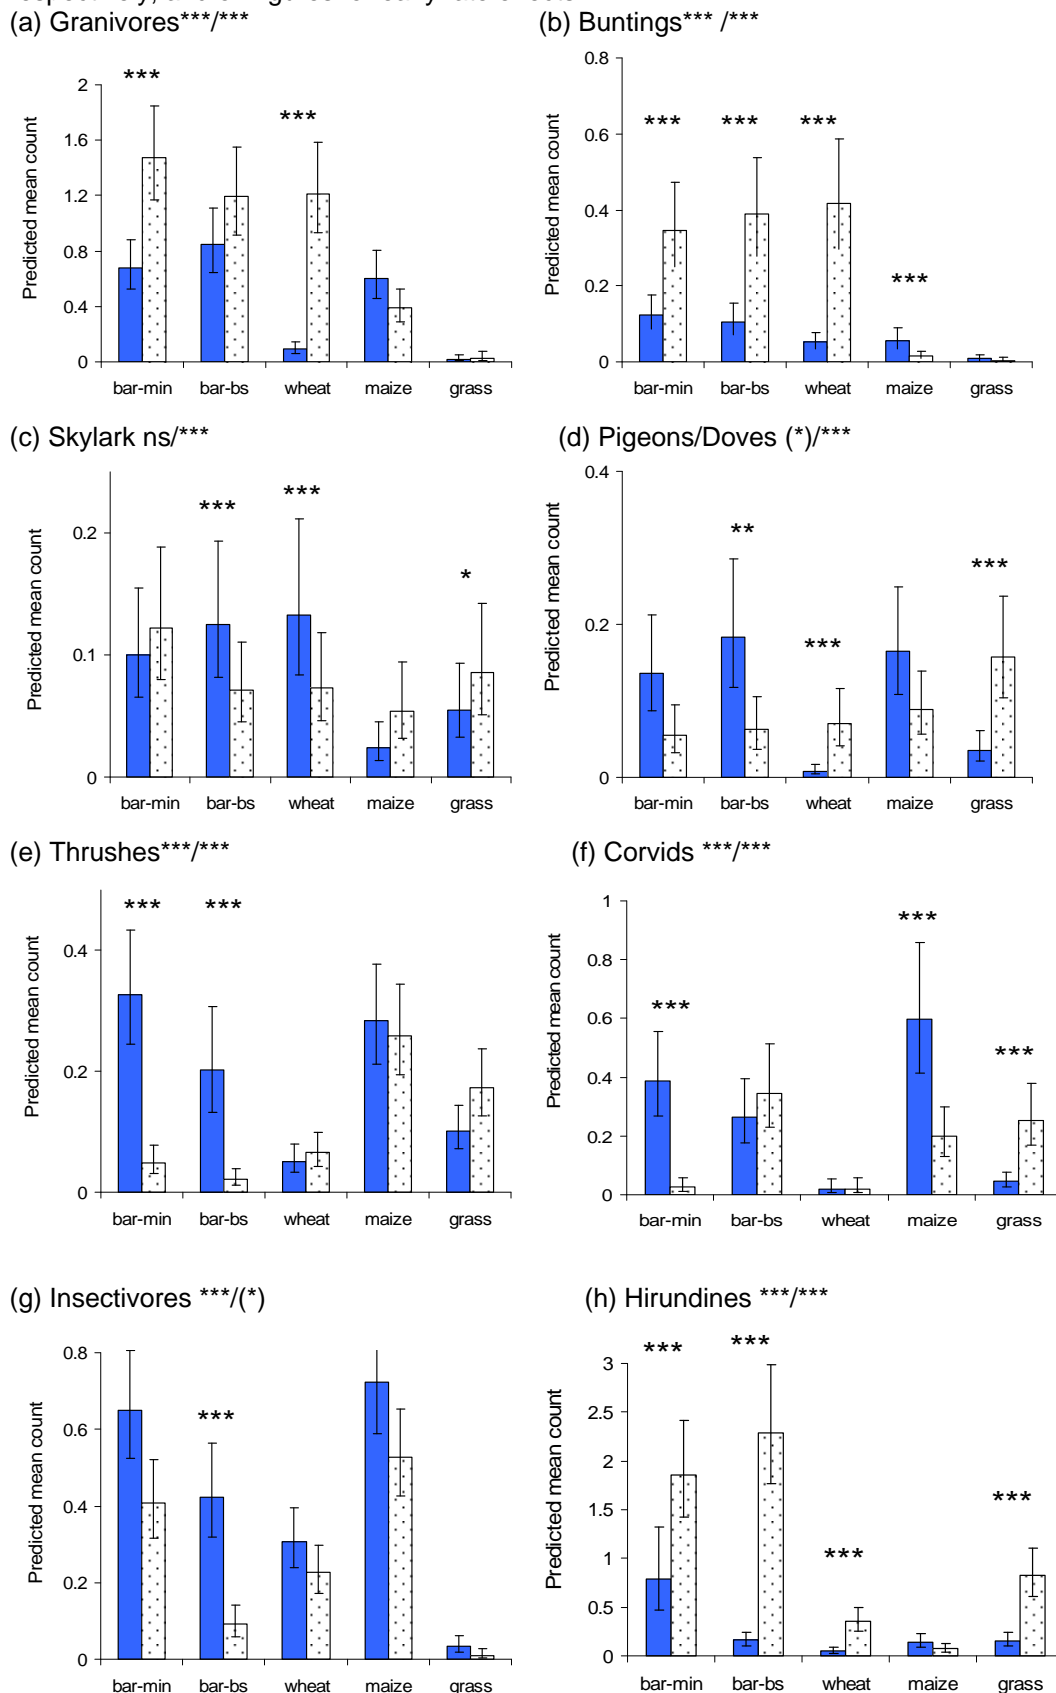 (a) Granivores***/***
(b) Buntings*** /***
Predicted mean count
2
1.6
1.2
0.8
0.4
0
***
***
bar-min bar-bs wheat maize grass
Predicted mean count
0.8
0.6
0.4
0.2
0
***
***
***
***
bar-min bar-bs wheat maize grass
(c) Skylark ns/***
(d) Pigeons/Doves (*)/***
Predicted mean count
0.2
0.1
0
***
***
*
bar-min bar-bs wheat maize grass
Predicted mean count
0.4
0.2
0
**
***
***
bar-min bar-bs wheat maize grass
(e) Thrushes***/***
(f) Corvids ***/***
Predicted mean count
0.4
0.2
0
***
***
bar-min bar-bs wheat maize grass
Predicted mean count
1
0.8
0.6
0.4
0.2
0
***
***
***
bar-min bar-bs wheat maize grass
(g) Insectivores ***/(*)
(h) Hirundines ***/***
Predicted mean count
0.8
0.6
0.4
0.2
0
***
bar-min bar-bs wheat maize grass
Predicted mean count
3
2.5
2
1.5
1
0.5
0
***
***
***
***
bar-min bar-bs wheat maize grass